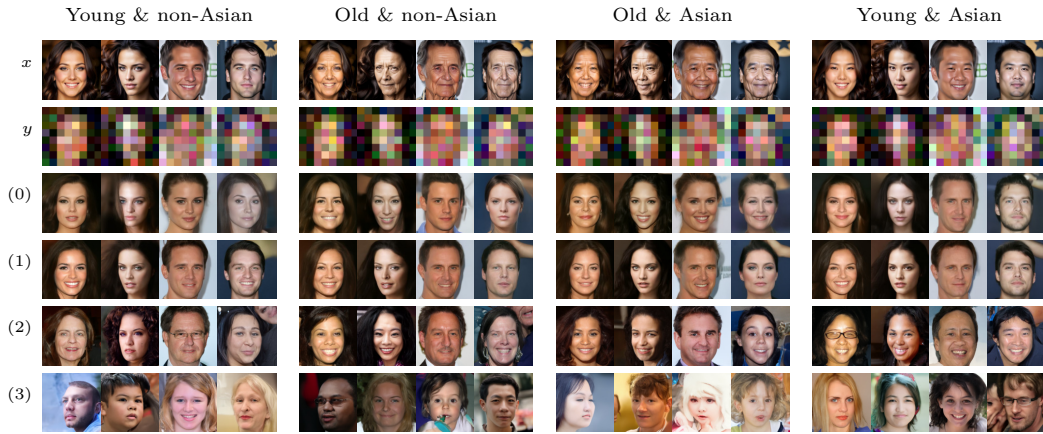 Young & non-Asian Old & non-Asian Old & Asian Young & Asian
x
y
(0)
(1)
(2)
(3)